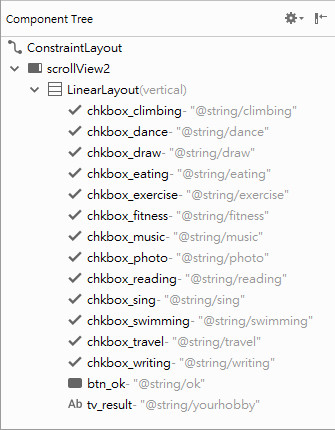 Component Tree
ConstraintLayout
scrollView2
LinearLayout(vertical)
chkbox_climbing- "@string/climbing"
chkbox_dance- "@string/dance"
chkbox_draw- "@string/draw"
chkbox_eating- "@string/eating"
chkbox_exercise- "@string/exercise"
chkbox_fitness- "@string/fitness"
chkbox_music- "@string/music"
chkbox_photo- "@string/photo"
chkbox_reading- "@string/reading"
chkbox_sing- "@string/sing"
chkbox_swimming- "@string/swimming"
chkbox_travel- "@string/travel"
chkbox_writing- "@string/writing"
btn_ok- "@string/ok"
Ab tv_result- "@string/yourhobby"